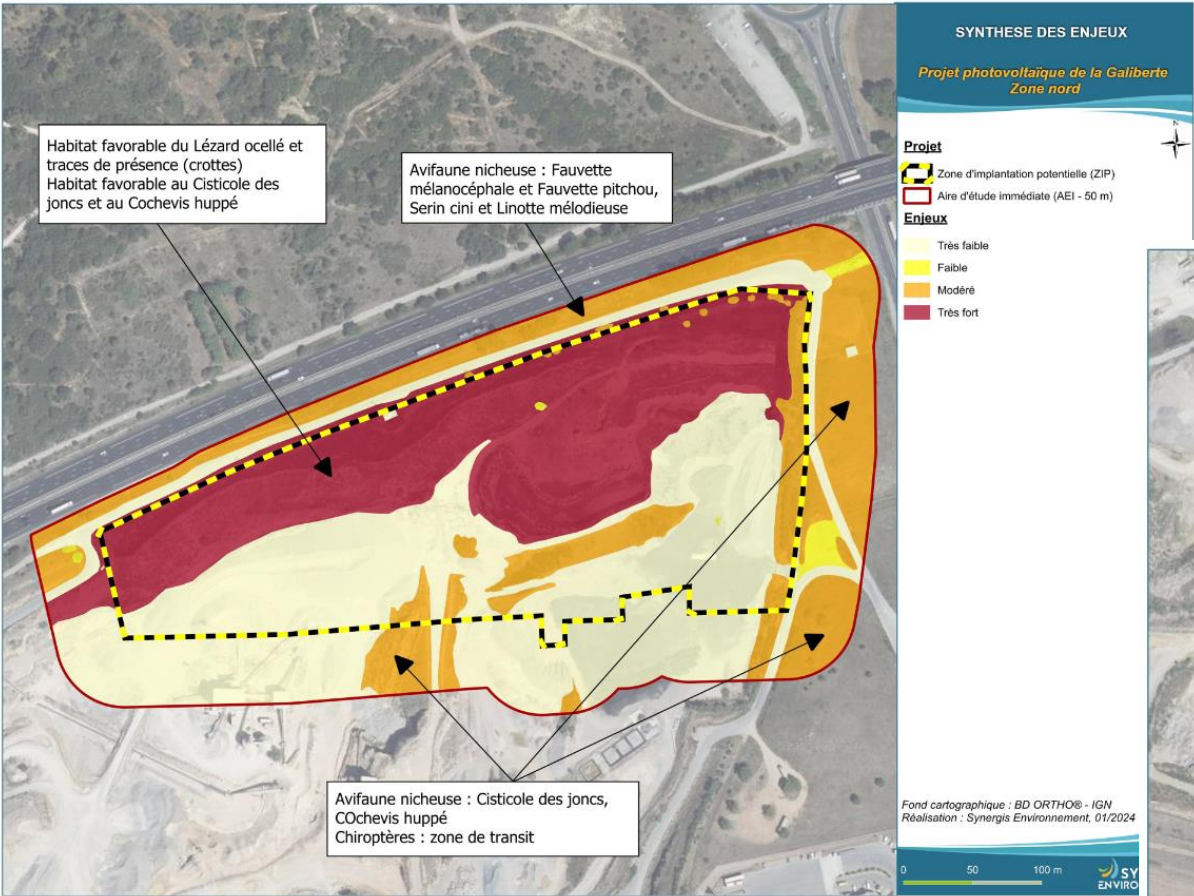 SYNTHESE DES ENJEUX
Projet photovoltaïque de la Galiberte
Zone nord
Habitat favorable du Lézard ocellé et
traces de présence (crottes)
Habitat favorable au Cisticole des
joncs et au Cochevis huppé
Avifaune nicheuse : Fauvette
mélanocéphale et Fauvette pitchou,
Serin cini et Linotte mélodieuse
N
Projet
Zone d'implantation potentielle (ZIP)
Aire d'étude immédiate (AEI - 50 m)
Enjeux
Très faible
Faible
Modéré
Très fort
Avifaune nicheuse : Cisticole des joncs,
COchevis huppé
Chiroptères : zone de transit
Fond cartographique : BD ORTHO® - IGN
Réalisation : Synergis Environnement, 01/2024
0 50 100 m
SY
ENVIRO